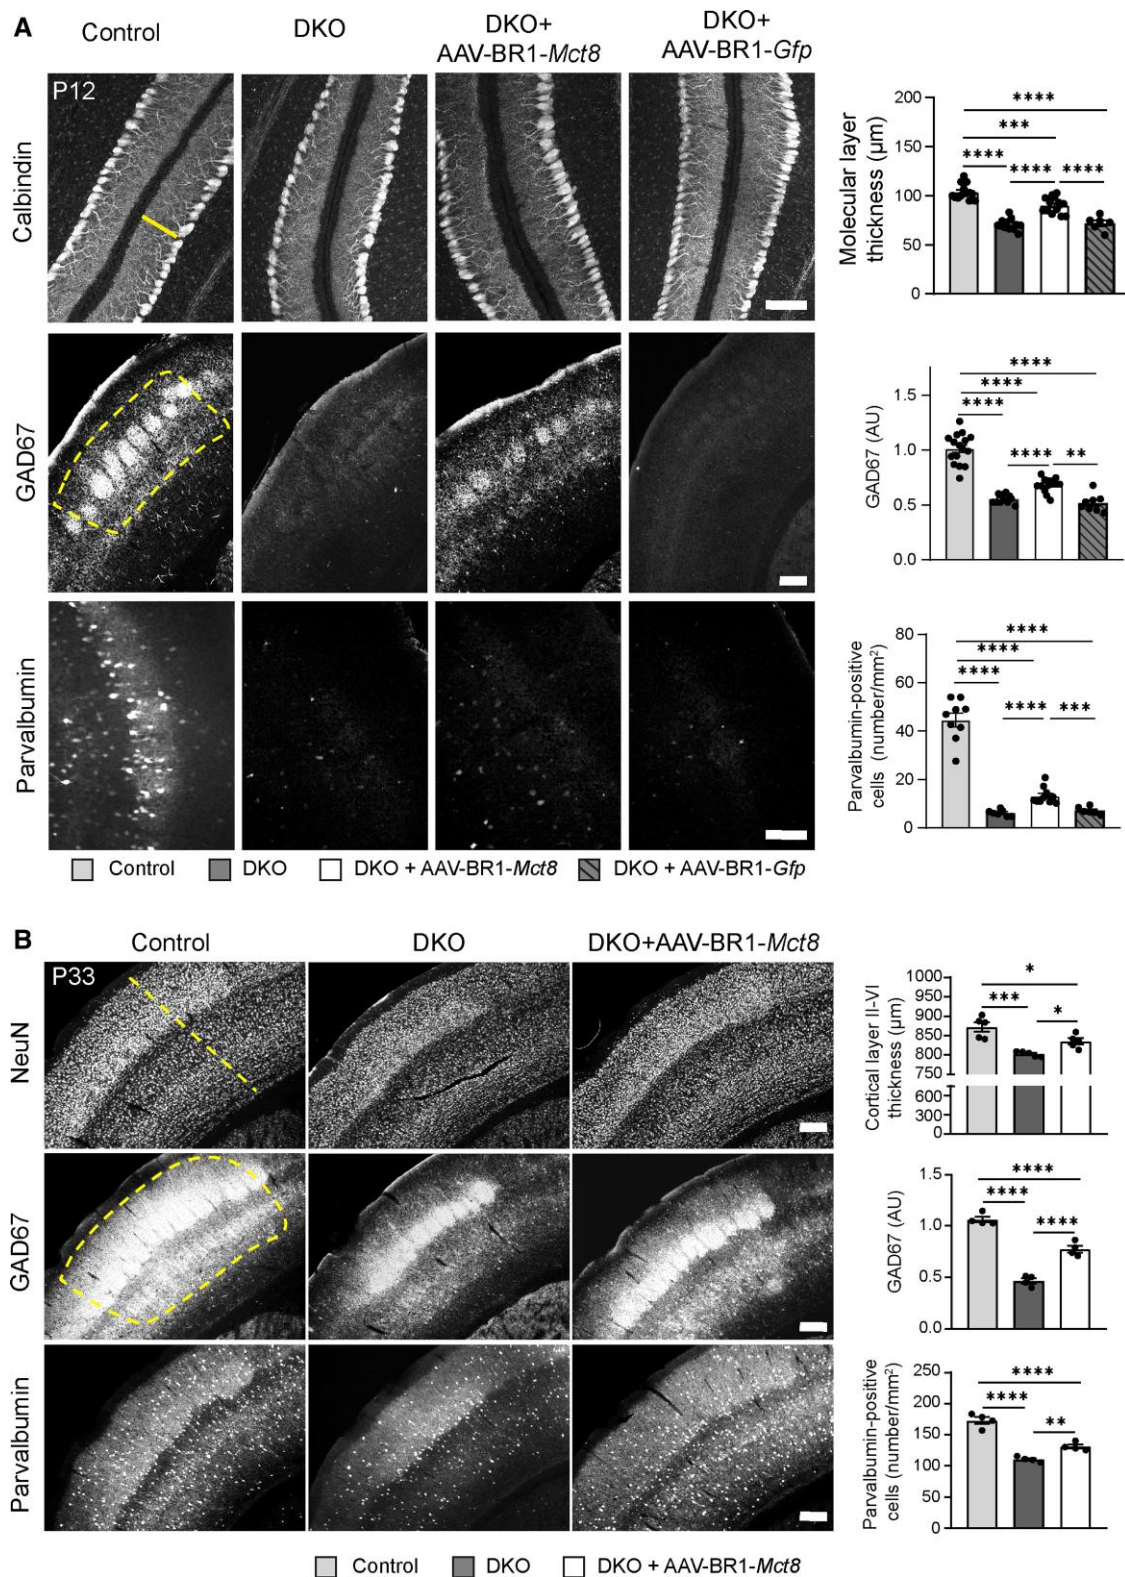 A
Control
DKO
DKO+
AAV-BR1-Mct8
DKO+
AAV-BR1-Gfp
P12
Calbindin
Molecular layer
thickness (µm)
200
150
100
50
0
****
***
**** **** ****
GAD67
GAD67 (AU)
1.5
1.0
0.5
0.0
****
****
****
**** **
Parvalbumin
Parvalbumin-positive
cells (number/mm²)
80
60
40
20
0
****
****
****
**** ***
Control DKO DKO + AAV-BR1-Mct8 DKO + AAV-BR1-Gfp
B
Control
DKO
DKO+AAV-BR1-Mct8
P33
NeuN
Cortical layer II-VI
thickness (µm)
1000
950
900
850
800
750
600
300
0
*
***
*
GAD67
GAD67 (AU)
1.5
1.0
0.5
0.0
****
****
****
Parvalbumin
Parvalbumin-positive
cells (number/mm²)
250
200
150
100
50
0
****
****
**
Control DKO DKO + AAV-BR1-Mct8